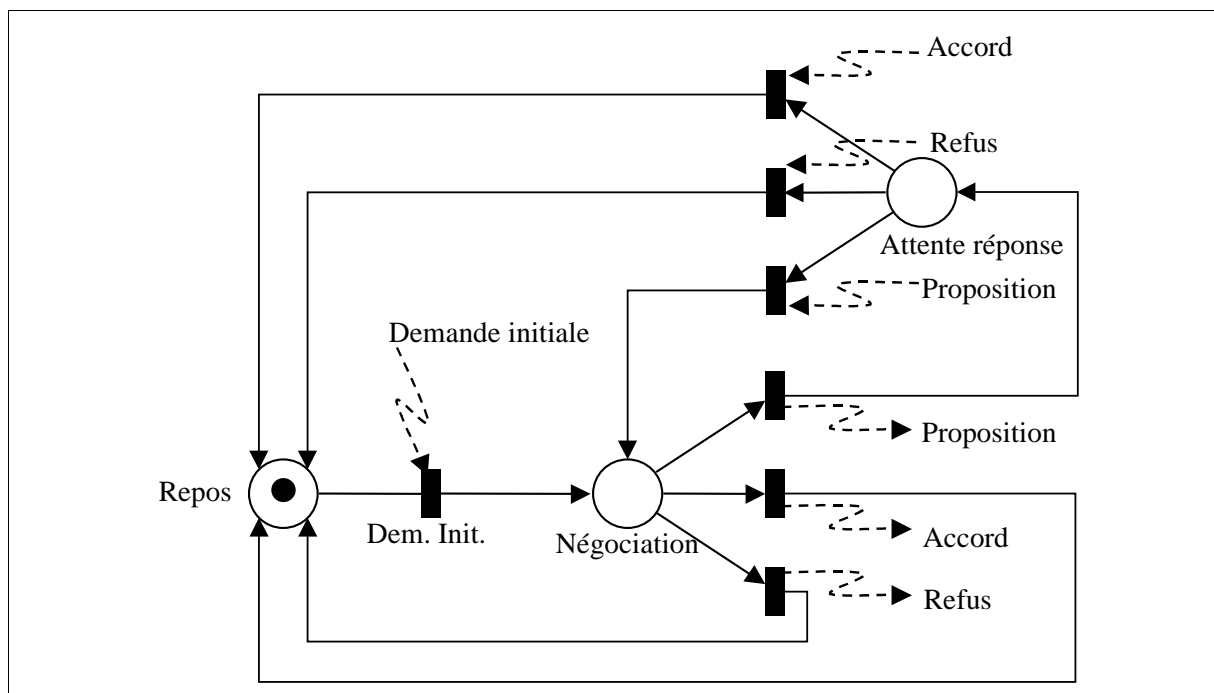 Accord
Refus
Attente réponse
Proposition
Demande initiale
Proposition
Repos
Dem. Init.
Négociation
Accord
Refus